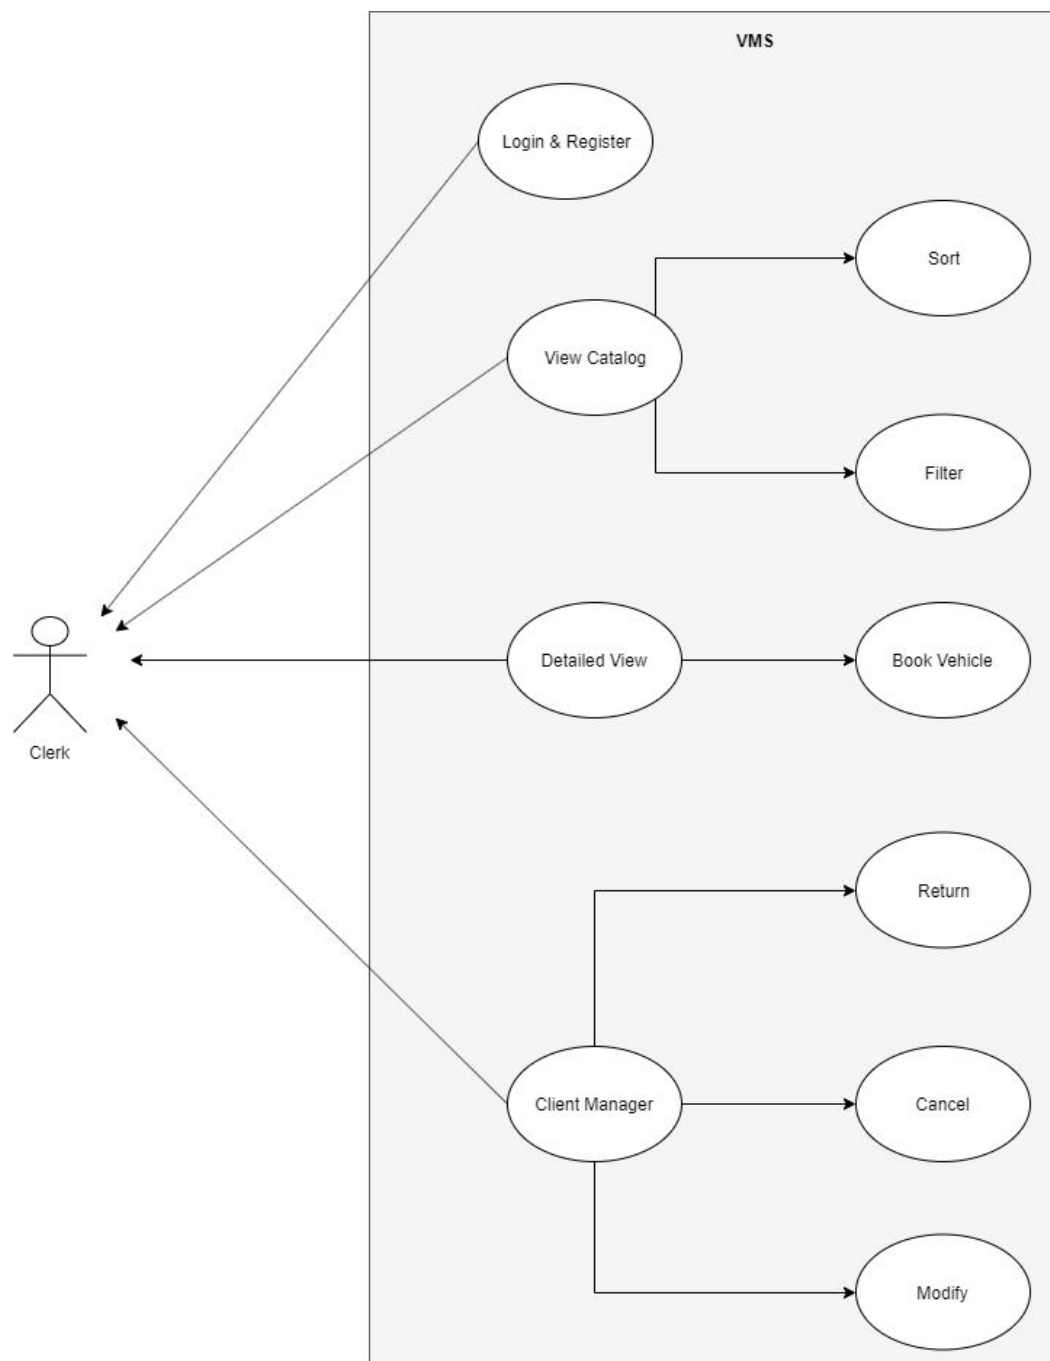 VMS
Login & Register
Sort
View Catalog
Filter
Detailed View
Book Vehicle
Clerk
Return
Client Manager
Cancel
Modify